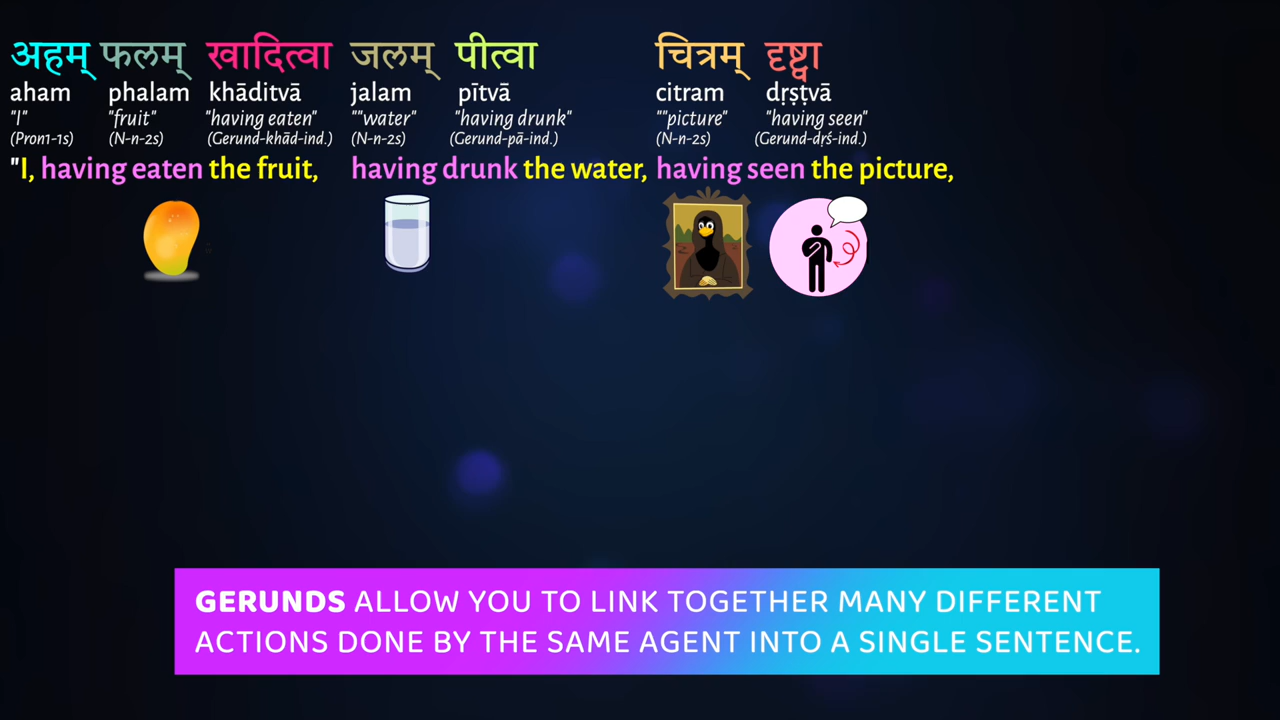 अहम् फलम् खादित्वा जलम् पीत्वा चित्रम् दृष्ट्वा
aham phalam khāditvā jalam pītvā citram dṛṣṭvā
"I" "fruit" "having eaten" ""water" "having drunk" ""picture" "having seen"
(Pron1-1s) (N-n-2s) (Gerund-khād-ind.) (N-n-2s) (Gerund-pā-ind.) (N-n-2s) (Gerund-dṛś-ind.)
"I, having eaten the fruit, having drunk the water, having seen the picture,
GERUNDS ALLOW YOU TO LINK TOGETHER MANY DIFFERENT
ACTIONS DONE BY THE SAME AGENT INTO A SINGLE SENTENCE.